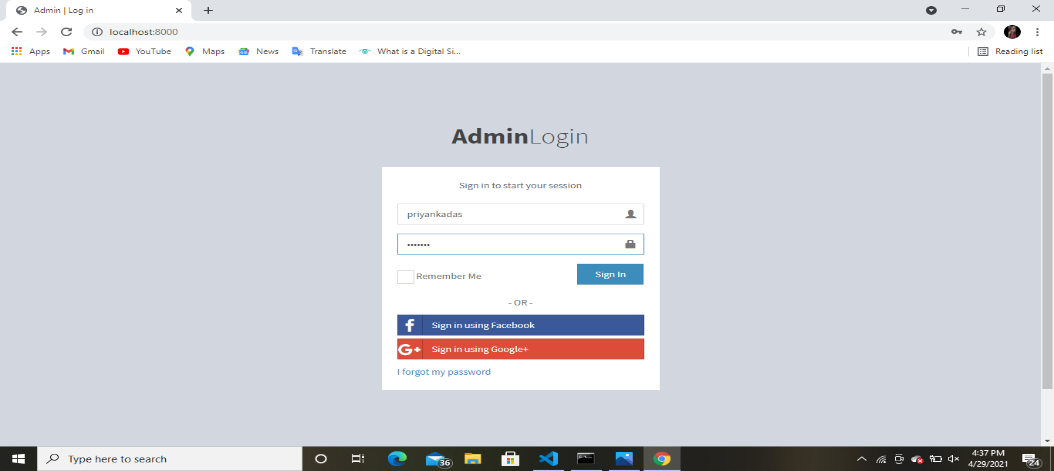 Admin | Log in
localhost:8000
Apps Gmail YouTube Maps News Translate What is a Digital Si... Reading list
AdminLogin
Sign in to start your session
priyankadas
•••••••
Remember Me Sign In
- OR -
f Sign in using Facebook
G+ Sign in using Google+
I forgot my password
Type here to search 36 4:37 PM
4/29/2021 24